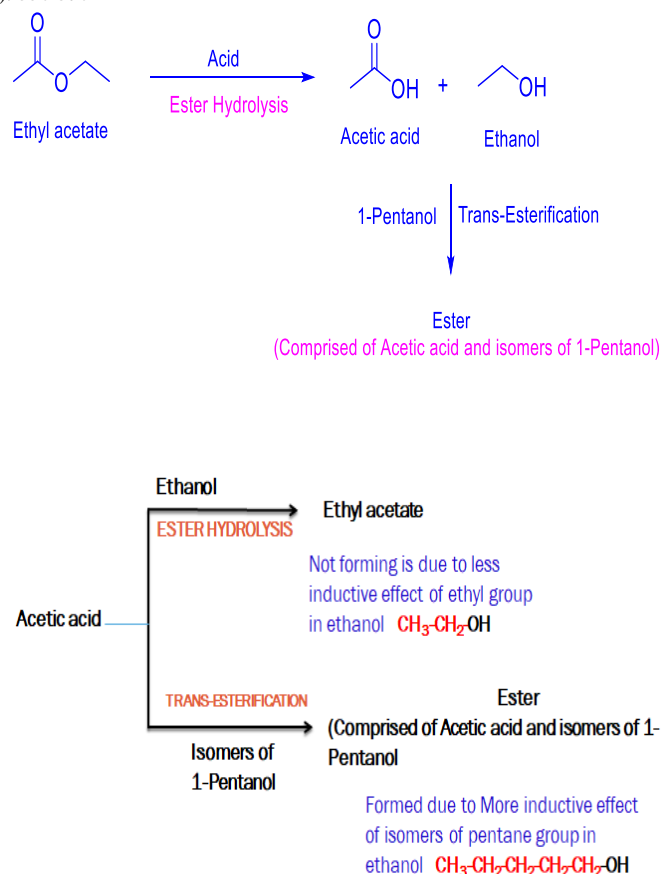 O
O
Acid
O
OH + OH
Ester Hydrolysis
Ethyl acetate
Acetic acid Ethanol
1-Pentanol Trans-Esterification
Ester
(Comprised of Acetic acid and isomers of 1-Pentanol)
Ethanol
Ethyl acetate
ESTER HYDROLYSIS
Not forming is due to less
inductive effect of ethyl group
in ethanol CH3-CH2-OH
Acetic acid
TRANS-ESTERIFICATION
Ester
(Comprised of Acetic acid and isomers of 1-
Pentanol
Isomers of
1-Pentanol
Formed due to More inductive effect
of isomers of pentane group in
ethanol CH3-CH2-CH2-CH2-CH2-OH